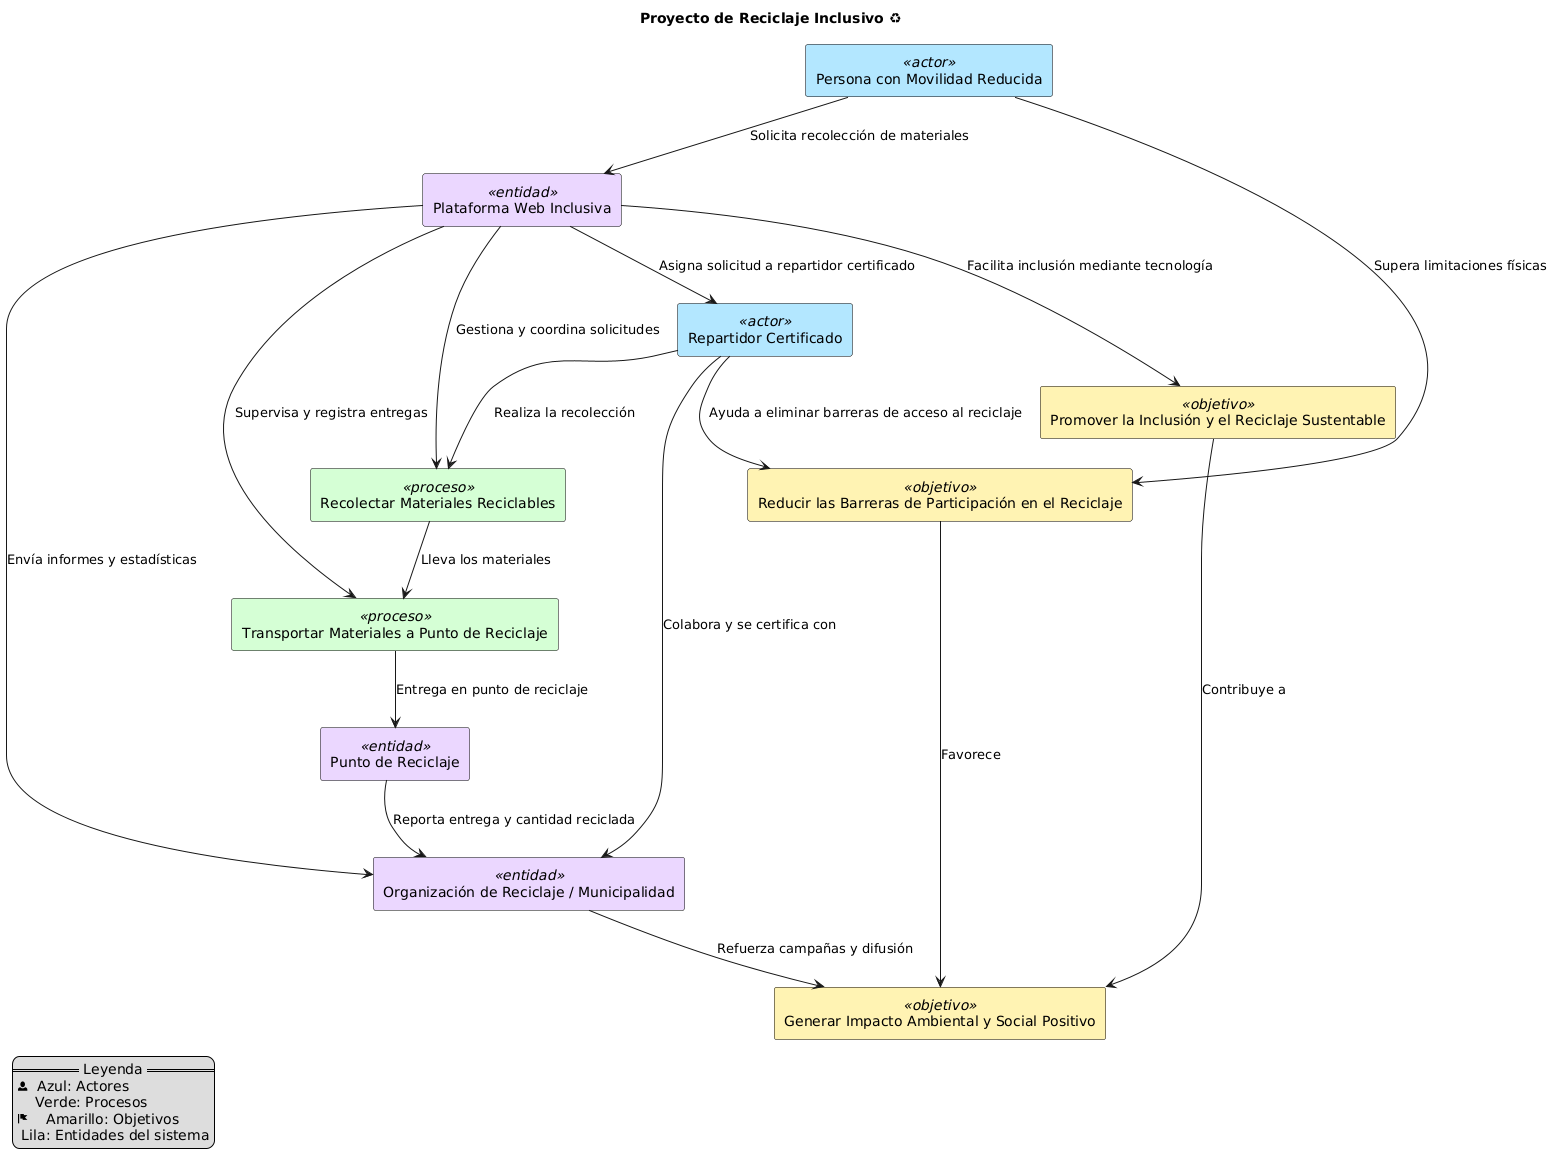 Proyecto de Reciclaje Inclusivo ♻
«actor»
Persona con Movilidad Reducida
Solicita recolección de materiales
«entidad»
Plataforma Web Inclusiva
Asigna solicitud a repartidor certificado
Facilita inclusión mediante tecnología
Supera limitaciones físicas
Gestiona y coordina solicitudes
«actor»
Repartidor Certificado
Supervisa y registra entregas
Realiza la recolección
Ayuda a eliminar barreras de acceso al reciclaje
«objetivo»
Promover la Inclusión y el Reciclaje Sustentable
«proceso»
Recolectar Materiales Reciclables
«objetivo»
Reducir las Barreras de Participación en el Reciclaje
Envía informes y estadísticas
Lleva los materiales
«proceso»
Transportar Materiales a Punto de Reciclaje
Colabora y se certifica con
Entrega en punto de reciclaje
Contribuye a
«entidad»
Punto de Reciclaje
Favorece
Reporta entrega y cantidad reciclada
«entidad»
Organización de Reciclaje / Municipalidad
Refuerza campañas y difusión
«objetivo»
Generar Impacto Ambiental y Social Positivo
Leyenda
Azul: Actores
Verde: Procesos
Amarillo: Objetivos
Lila: Entidades del sistema